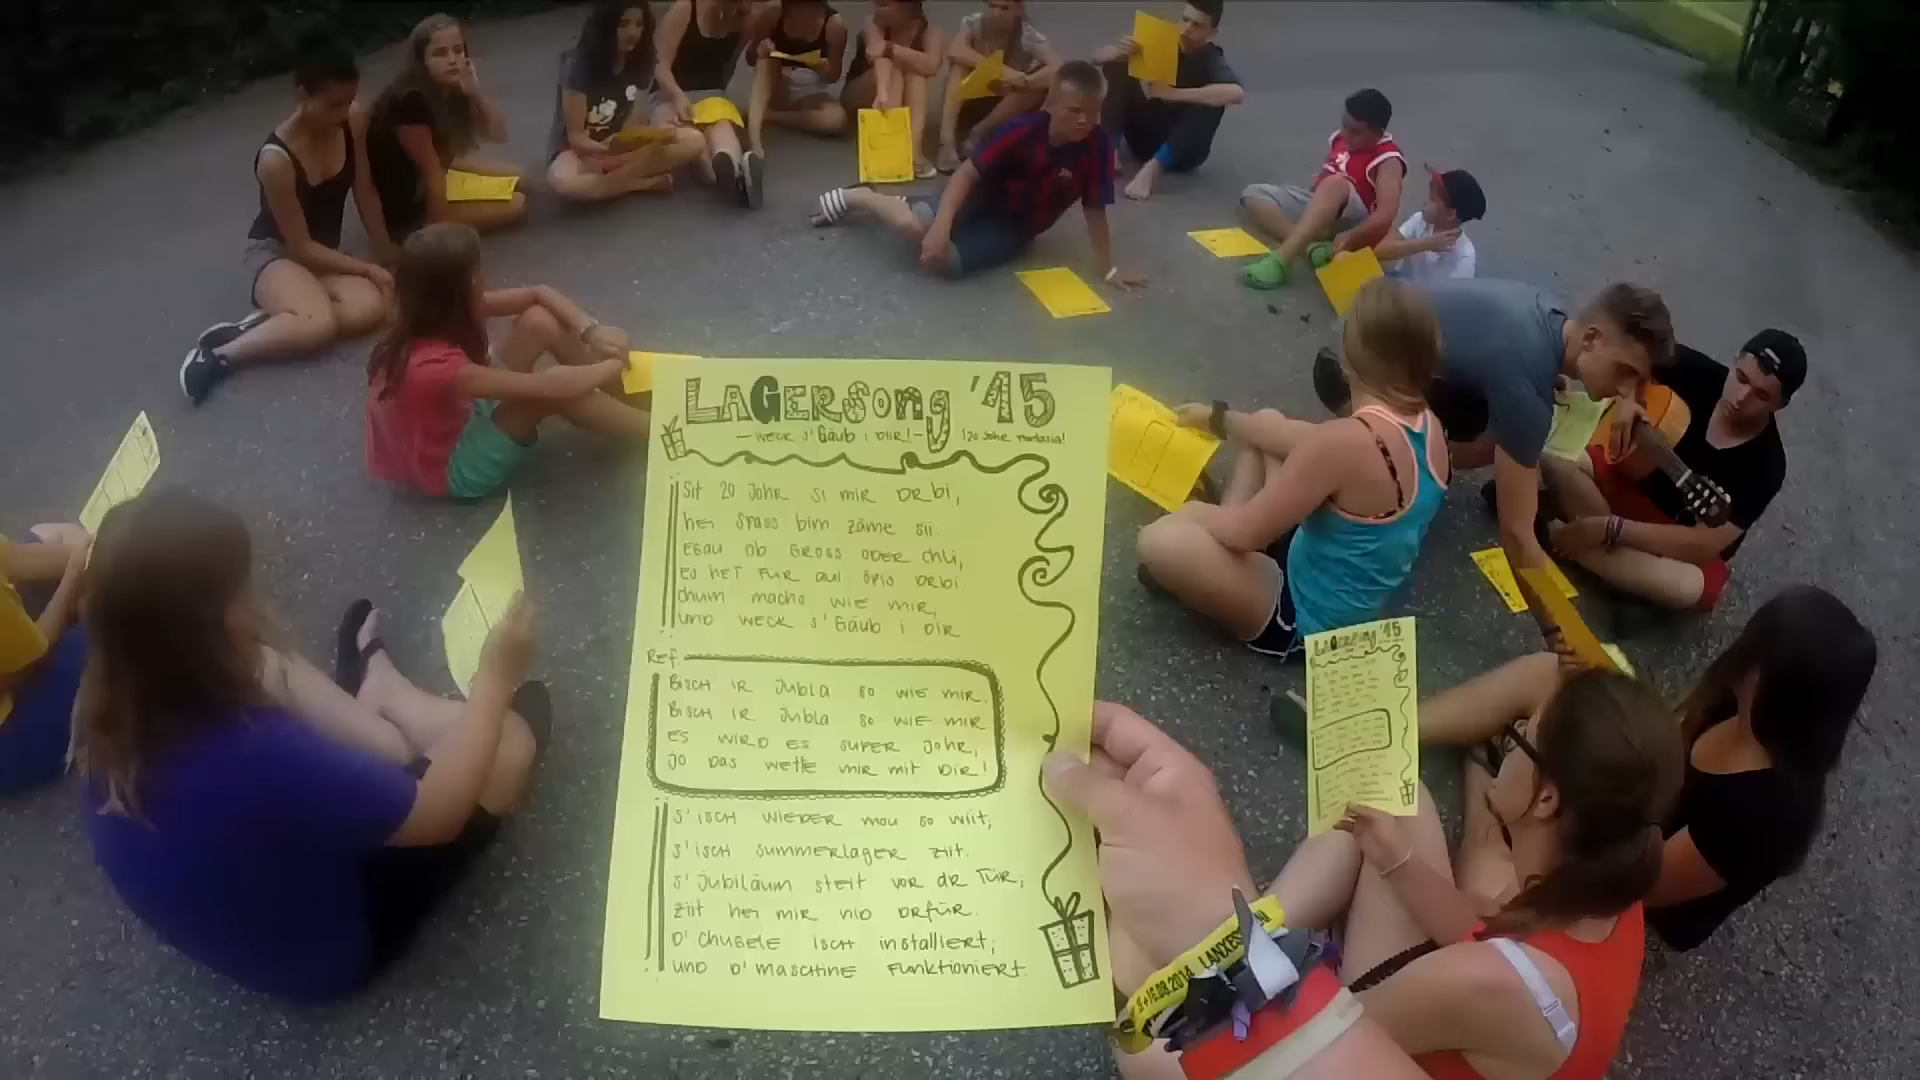 LAGERSONG '15
– WECK S' GÄUB I DIR! –
120 Johr
Sit 20 Johr si mir DRbi,
hei Spass bim zäme sii.
EGAU OB GROSS ODER CHLI,
ES HET FÜR aui öpis DRbi.
Chum machs WIE mir,
UND WECK S' Gäub i DIR
Ref.
BISCH IR JUBLA SO WIE MIR.
BISCH IR JUBLA SO WIE MIR
ES WIRD ES SUPER JOHR,
JO DAS WETTE MIR MIT DIR!
S' ISCH WIEDER mou so wiit,
S' isch SUMMERLAGER ziit.
S' Jubiläum steit VOR DR TÜR,
Ziit hei mir nid DRfür.
D' Chugele isch installiert,
UND D' MASCHINE FUNKTIONIERT.
LAGERSONG '15
LANXESS